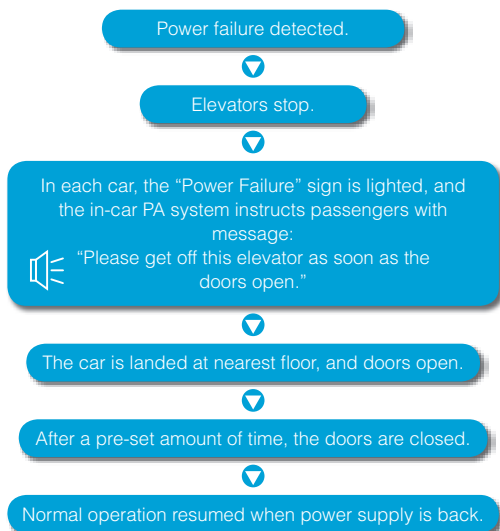 Power failure detected.
Elevators stop.
In each car, the “Power Failure” sign is lighted, and
the in-car PA system instructs passengers with
message:
“Please get off this elevator as soon as the
doors open.”
The car is landed at nearest floor, and doors open.
After a pre-set amount of time, the doors are closed.
Normal operation resumed when power supply is back.